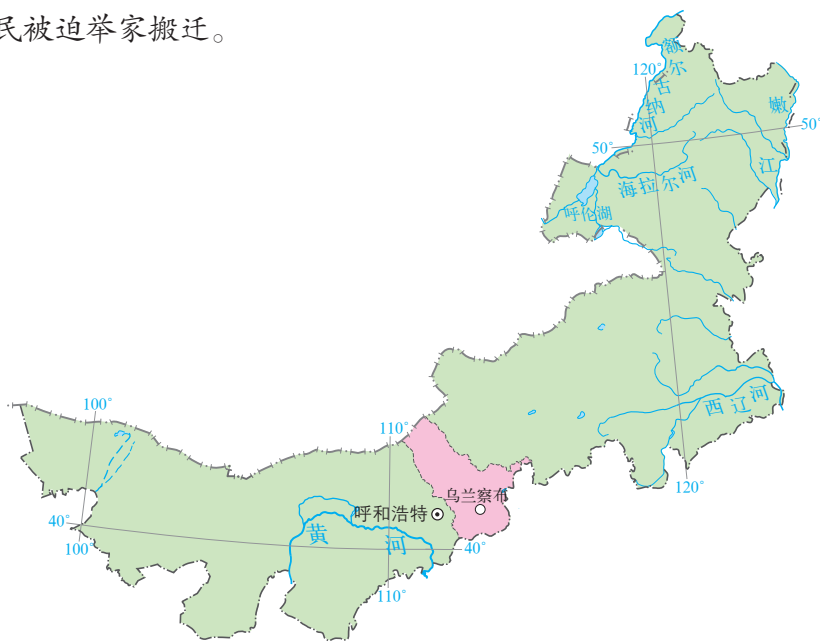 民被迫举家搬迁。
额尔古纳河
120°
嫩江
50°
50°
海拉尔河
呼伦湖
西辽河
120°
100°
110°
乌兰察布
呼和浩特
黄河
40°
100°
40°
110°